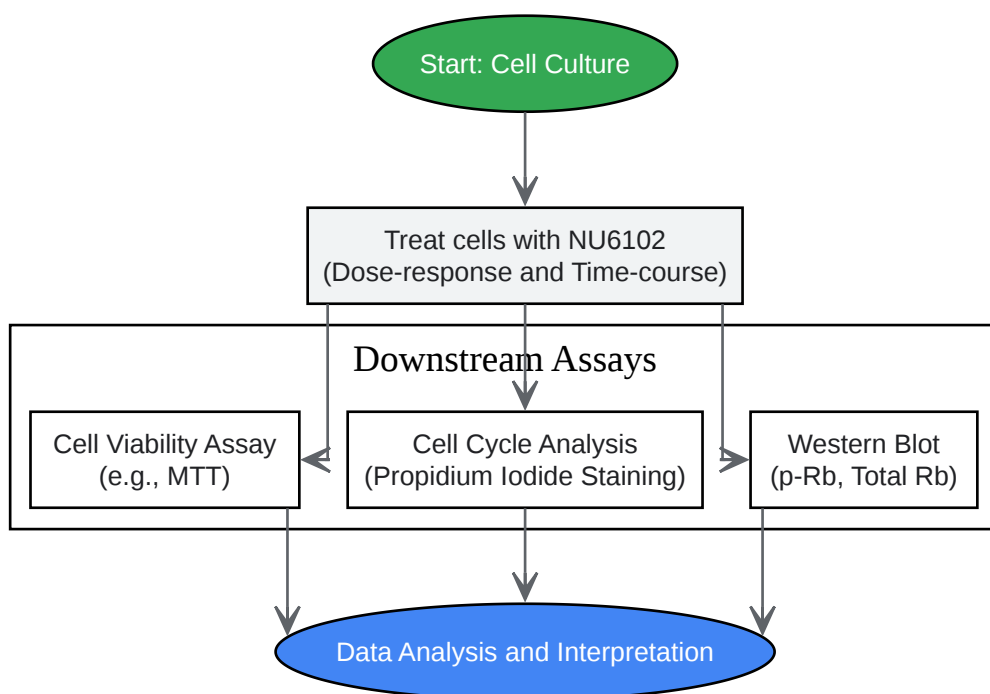 Start: Cell Culture
Treat cells with NU6102
(Dose-response and Time-course)
Downstream Assays
Cell Viability Assay
(e.g., MTT)
Cell Cycle Analysis
(Propidium Iodide Staining)
Western Blot
(p-Rb, Total Rb)
Data Analysis and Interpretation